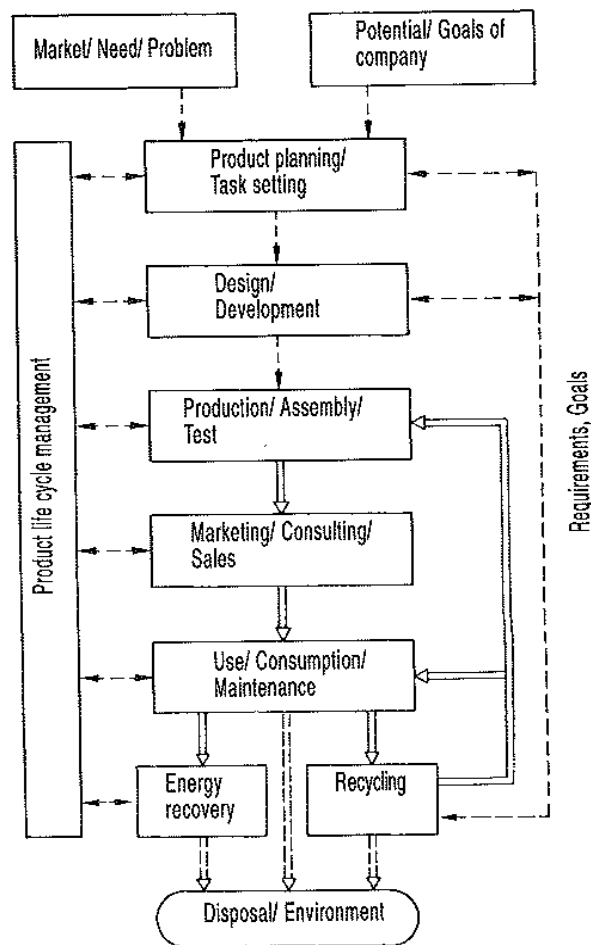 Market/ Need/ Problem
Potential/ Goals of
company
Product planning/
Task setting
Design/
Development
Production/ Assembly/
Test
Marketing/ Consulting/
Sales
Use/ Consumption/
Maintenance
Energy
recovery
Recycling
Disposal/ Environment
Product life cycle management
Requirements, Goals